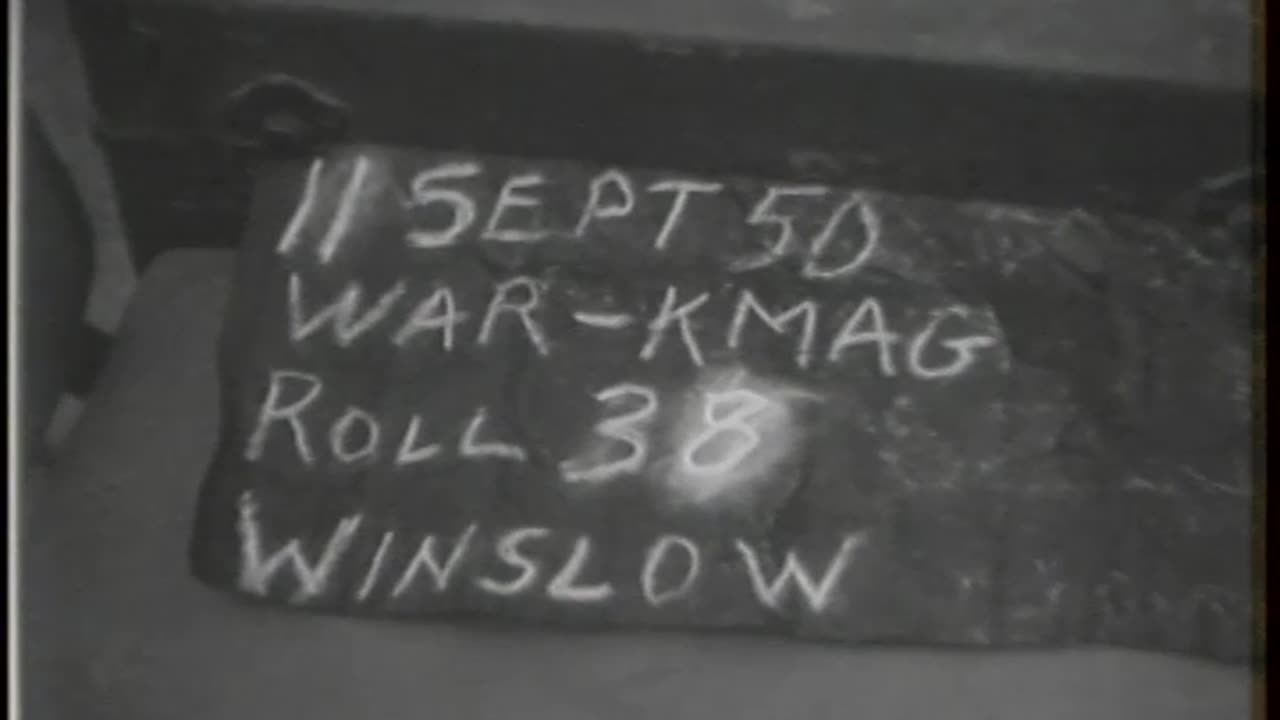 11 SEPT 50
WAR-KMAG
ROLL 38
WINSLOW